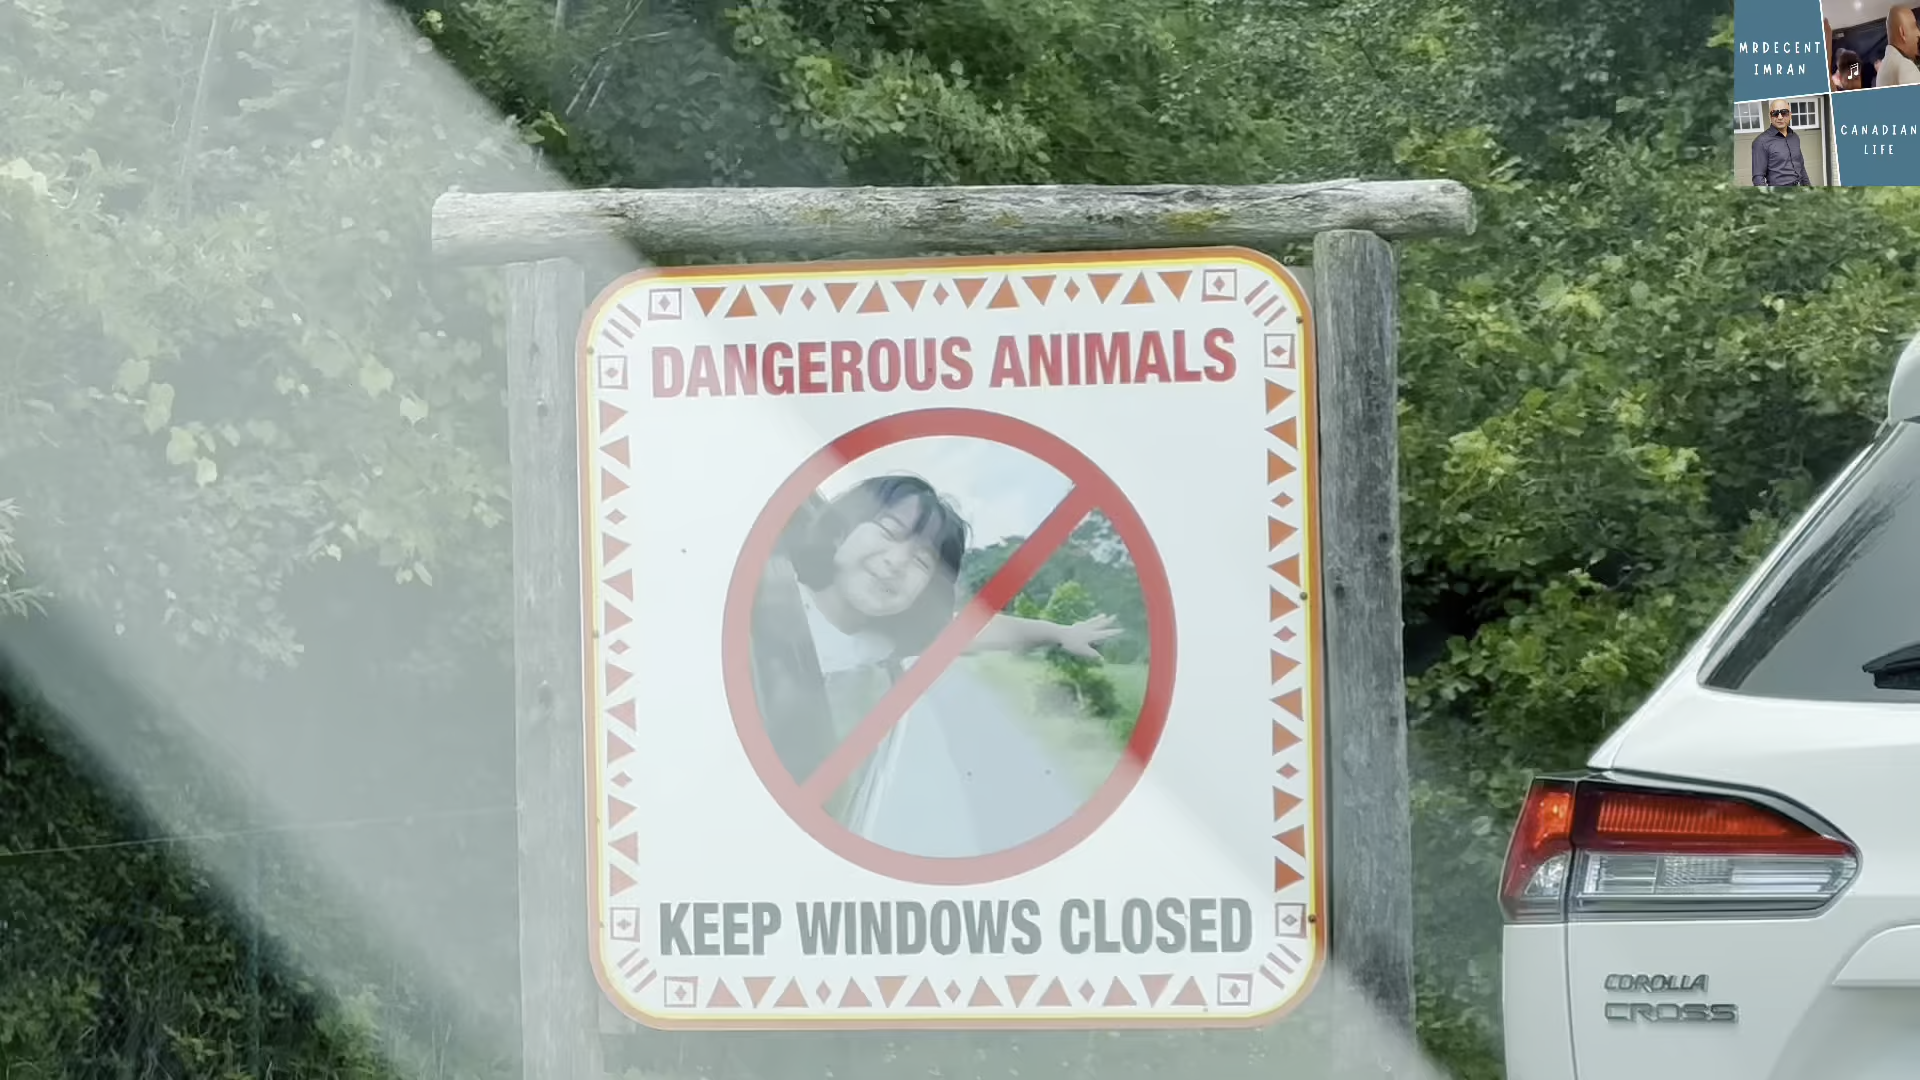 MRDECENT
IMRAN
CANADIAN
LIFE
DANGEROUS ANIMALS
KEEP WINDOWS CLOSED
COROLLA
CROSS